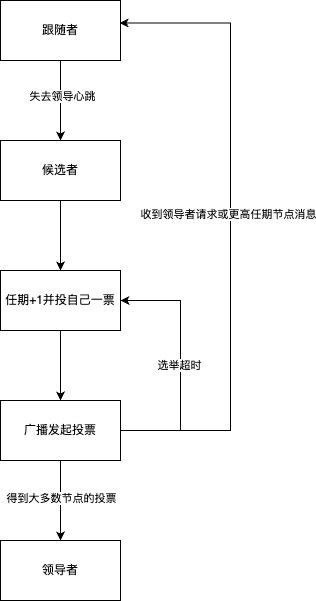 跟随者
失去领导心跳
候选者
收到领导者请求或更高任期节点消息
任期+1并投自己一票
选举超时
广播发起投票
得到大多数节点的投票
领导者